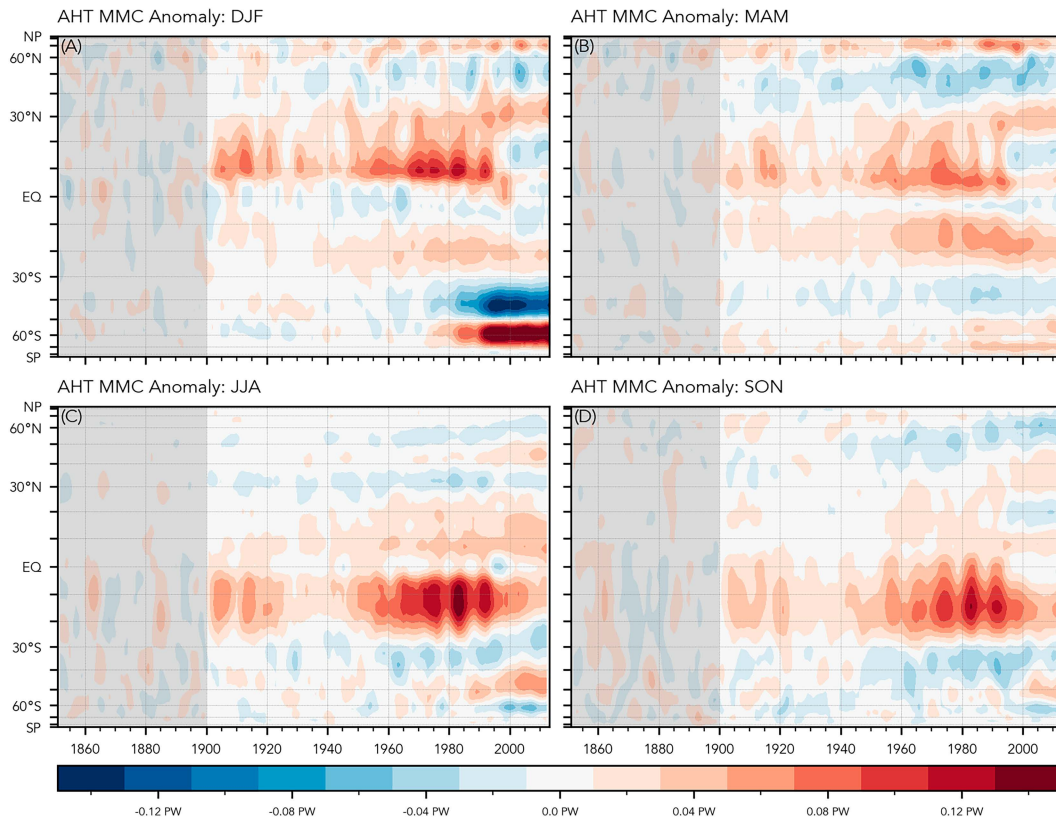 AHT MMC Anomaly: DJF
AHT MMC Anomaly: MAM
NP
(A)
(B)
60°N
30°N
EQ
30°S
60°S
SP
AHT MMC Anomaly: JJA
AHT MMC Anomaly: SON
NP
(C)
(D)
60°N
30°N
EQ
30°S
60°S
SP
1860 1880 1900 1920 1940 1960 1980 2000
1860 1880 1900 1920 1940 1960 1980 2000
-0.12 PW -0.08 PW -0.04 PW 0.0 PW 0.04 PW 0.08 PW 0.12 PW